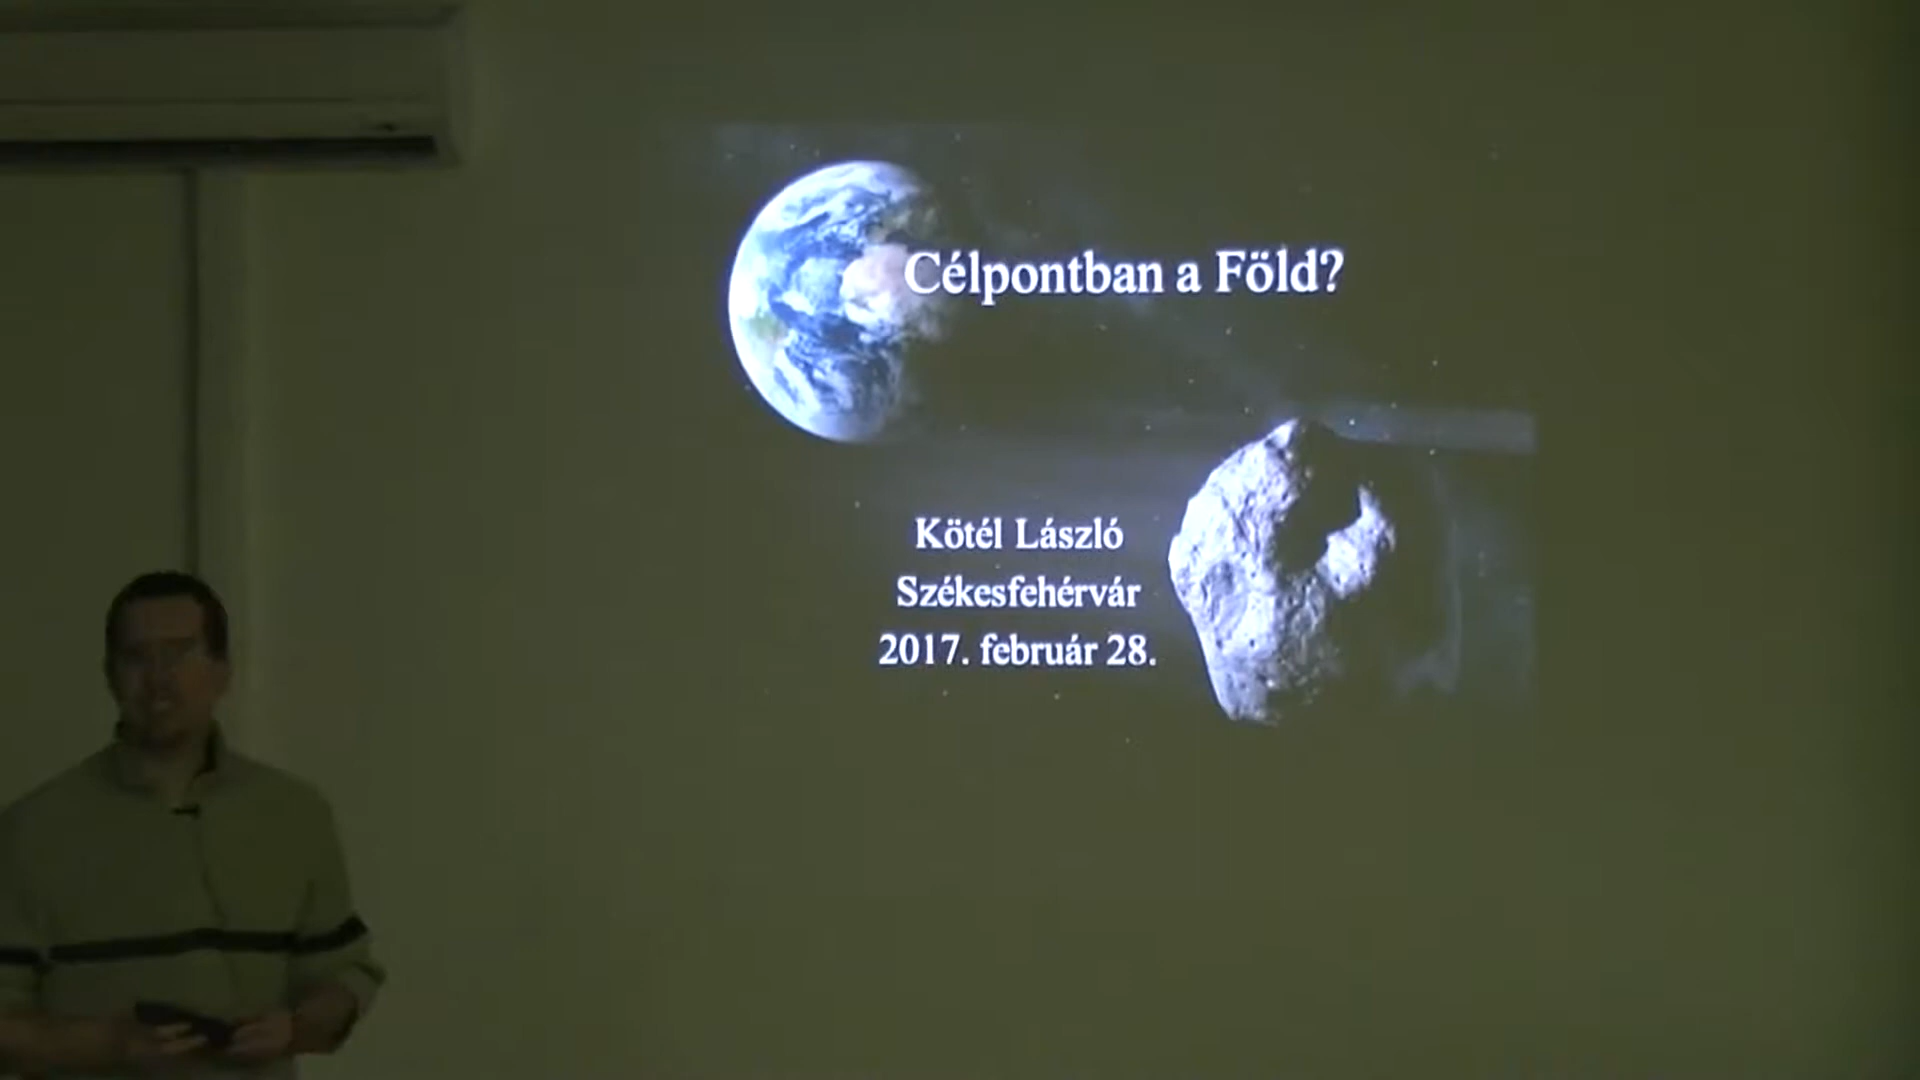 Célpontban a Föld?
Kötél László
Székesfehérvár
2017. február 28.